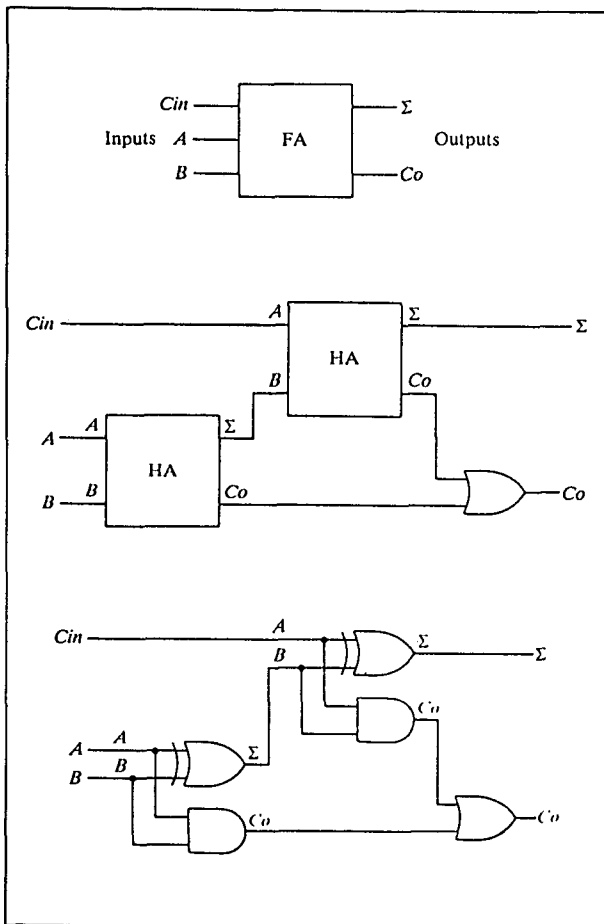 Cin Σ
Inputs A FA Outputs
B Co
Cin A Σ Σ
HA
B Co
A A Σ
HA
B B Co Co
Cin A Σ Σ
B
Co
A A Σ
B B
Co Co